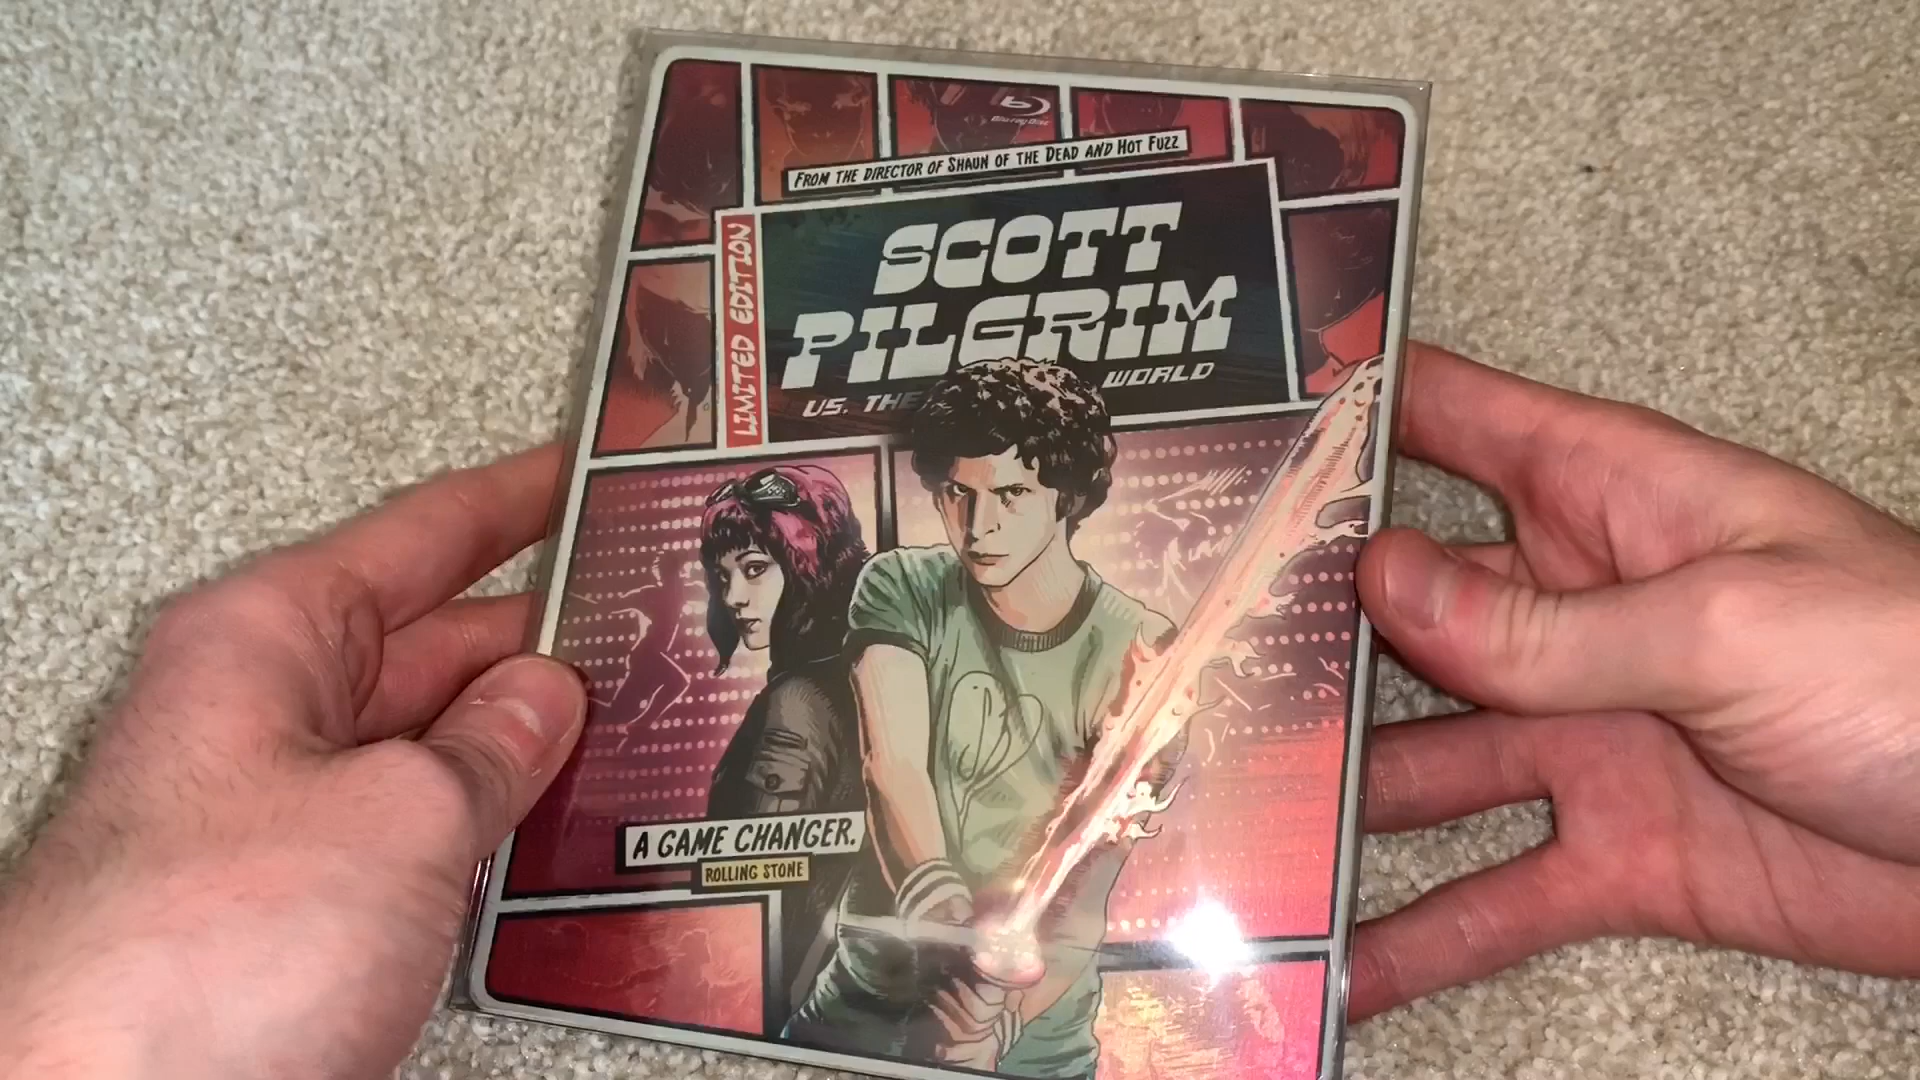 Blu-ray Disc
FROM THE DIRECTOR OF SHAUN OF THE DEAD AND HOT FUZZ
LIMITED EDITION
SCOTT
PILGRIM
VS. THE WORLD
A GAME CHANGER.
ROLLING STONE